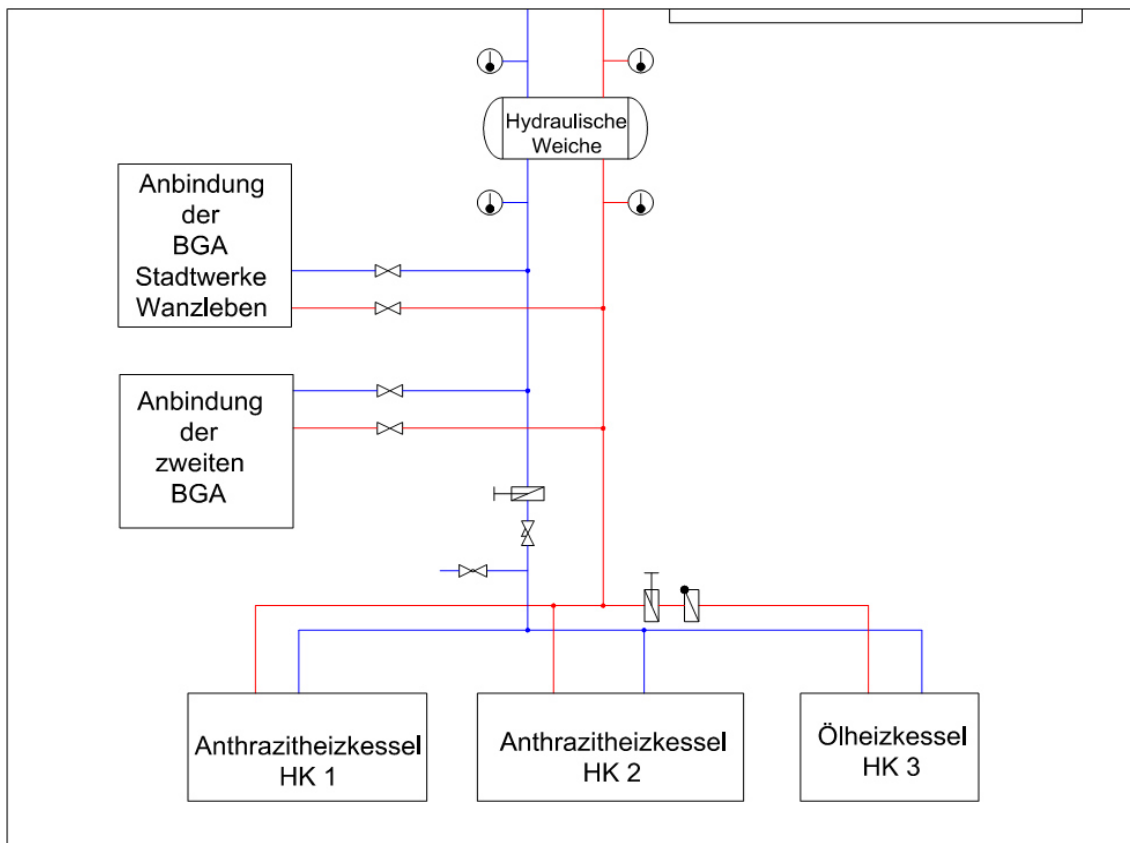 Hydraulische
Weiche
Anbindung
der
BGA
Stadtwerke
Wanzleben
Anbindung
der
zweiten
BGA
Anthrazitheizkessel
HK 1
Anthrazitheizkessel
HK 2
Ölheizkessel
HK 3